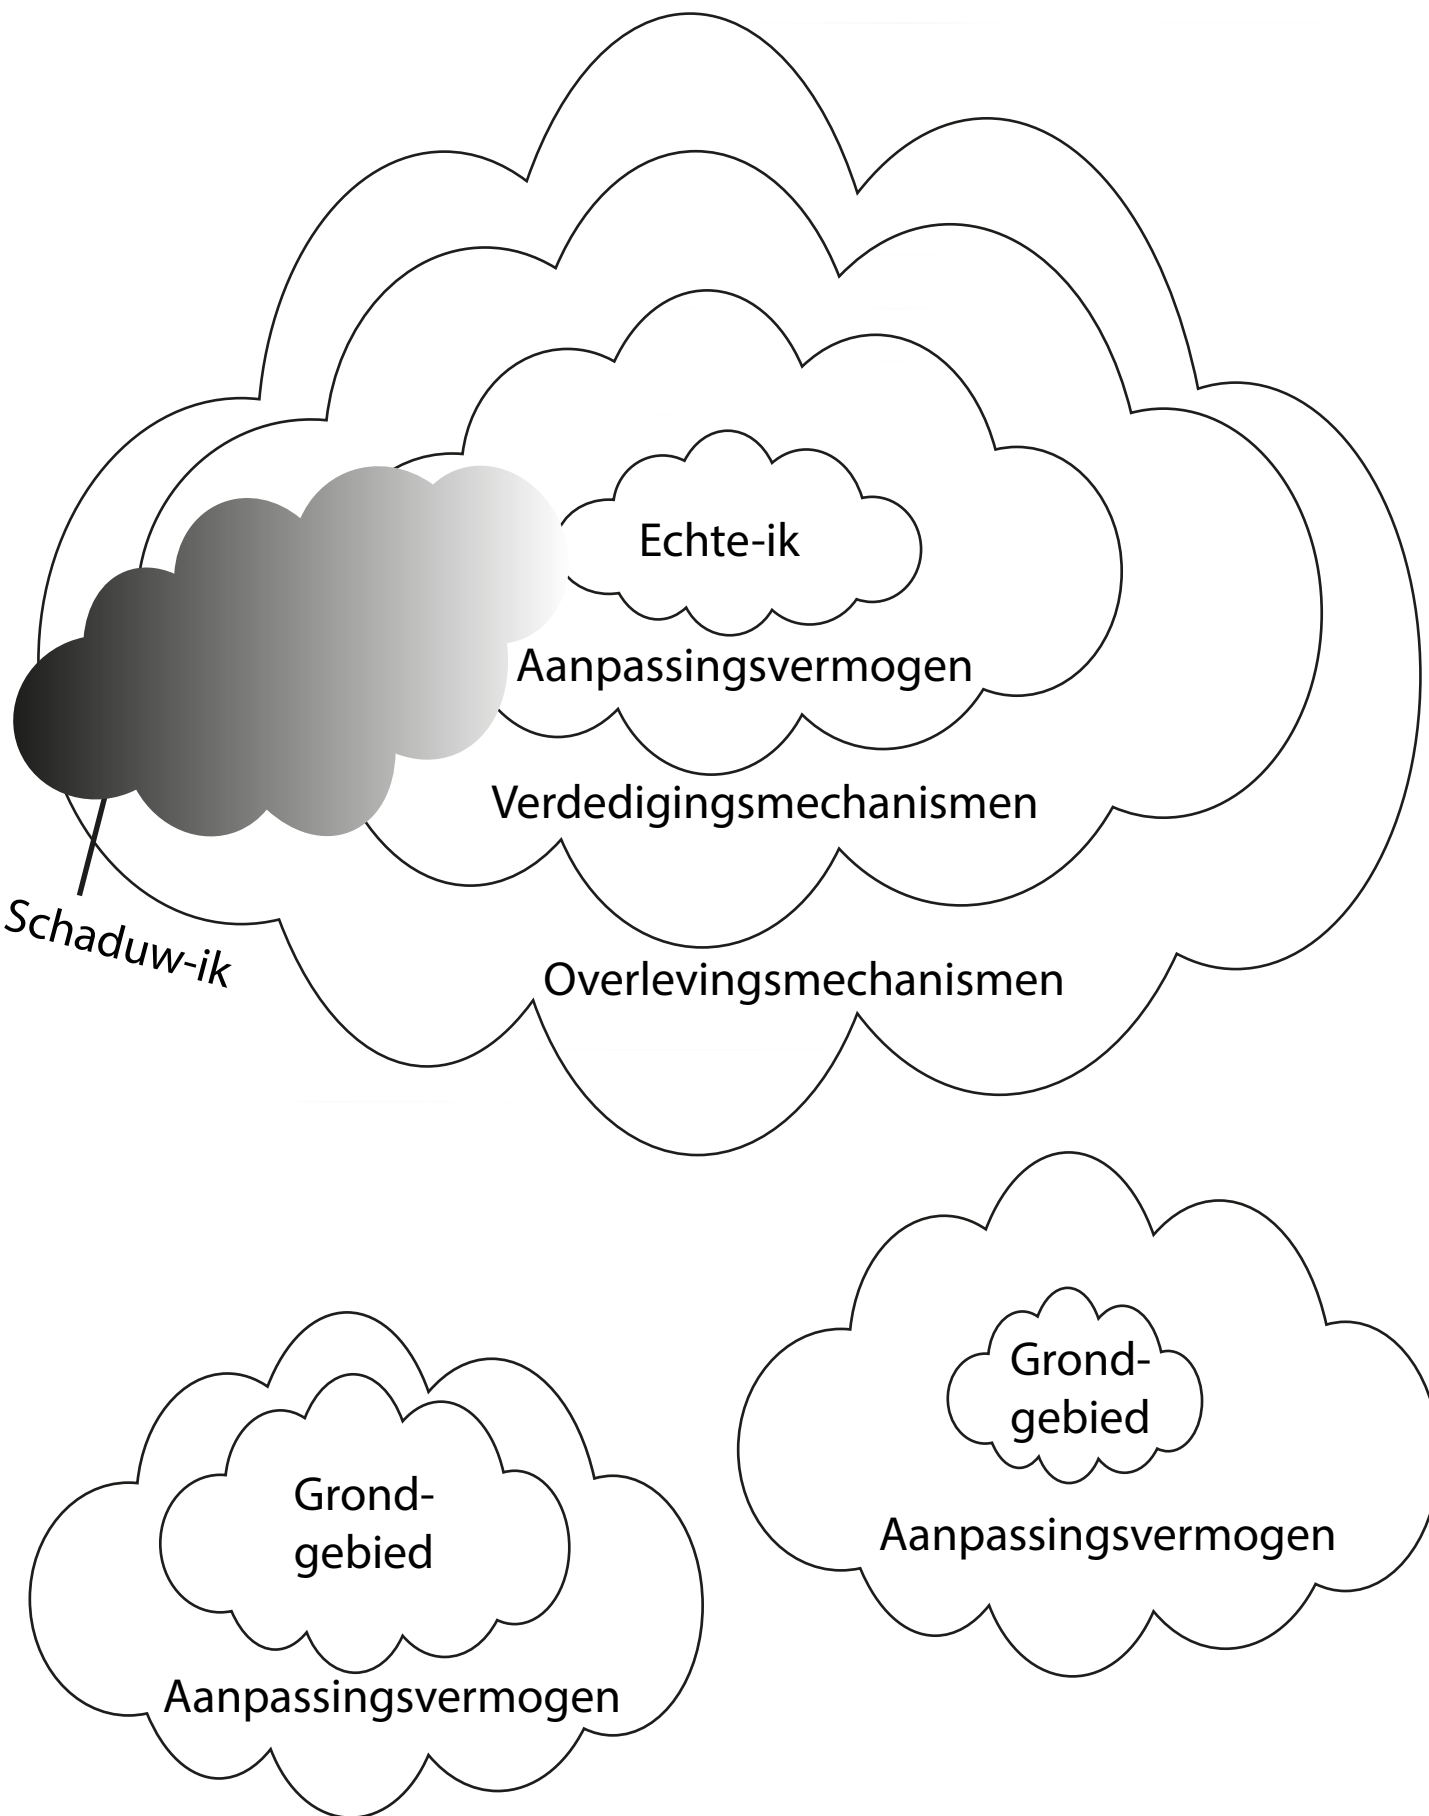 Echte-ik
Aanpassingsvermogen
Verdedigingsmechanismen
Schaduw-ik
Overlevingsmechanismen
Grond-
gebied
Aanpassingsvermogen
Grond-
gebied
Aanpassingsvermogen